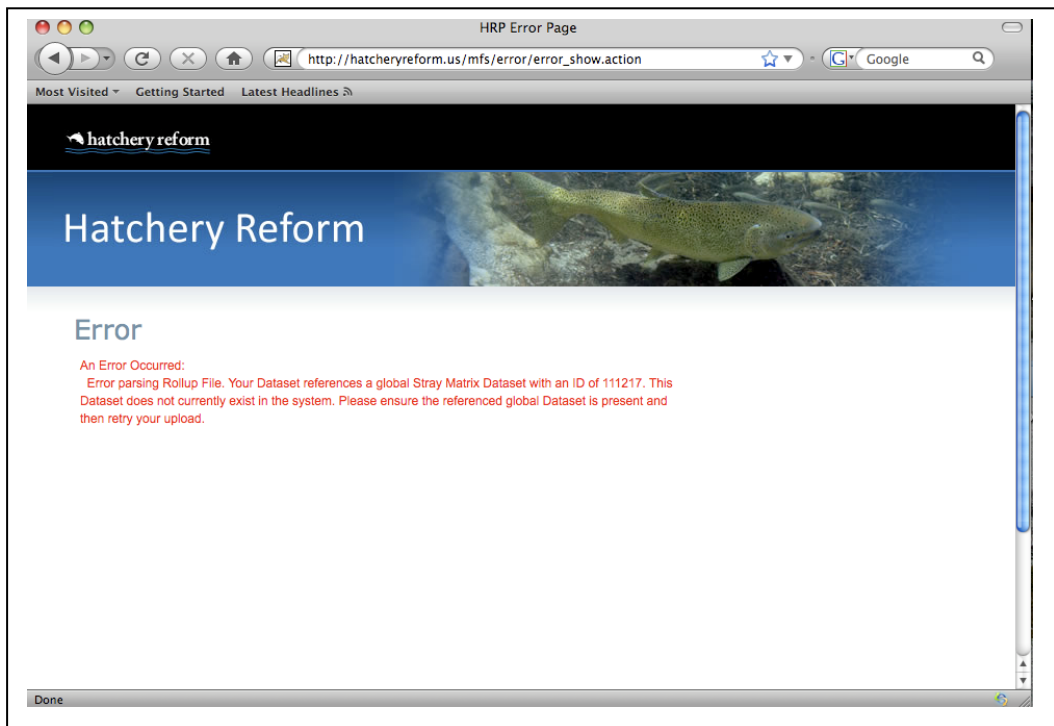 HRP Error Page
http://hatcheryreform.us/mfs/error/error_show.action
Google
Most Visited Getting Started Latest Headlines
hatchery reform
Hatchery Reform
Error
An Error Occurred:
Error parsing Rollup File. Your Dataset references a global Stray Matrix Dataset with an ID of 111217. This
Dataset does not currently exist in the system. Please ensure the referenced global Dataset is present and
then retry your upload.
Done